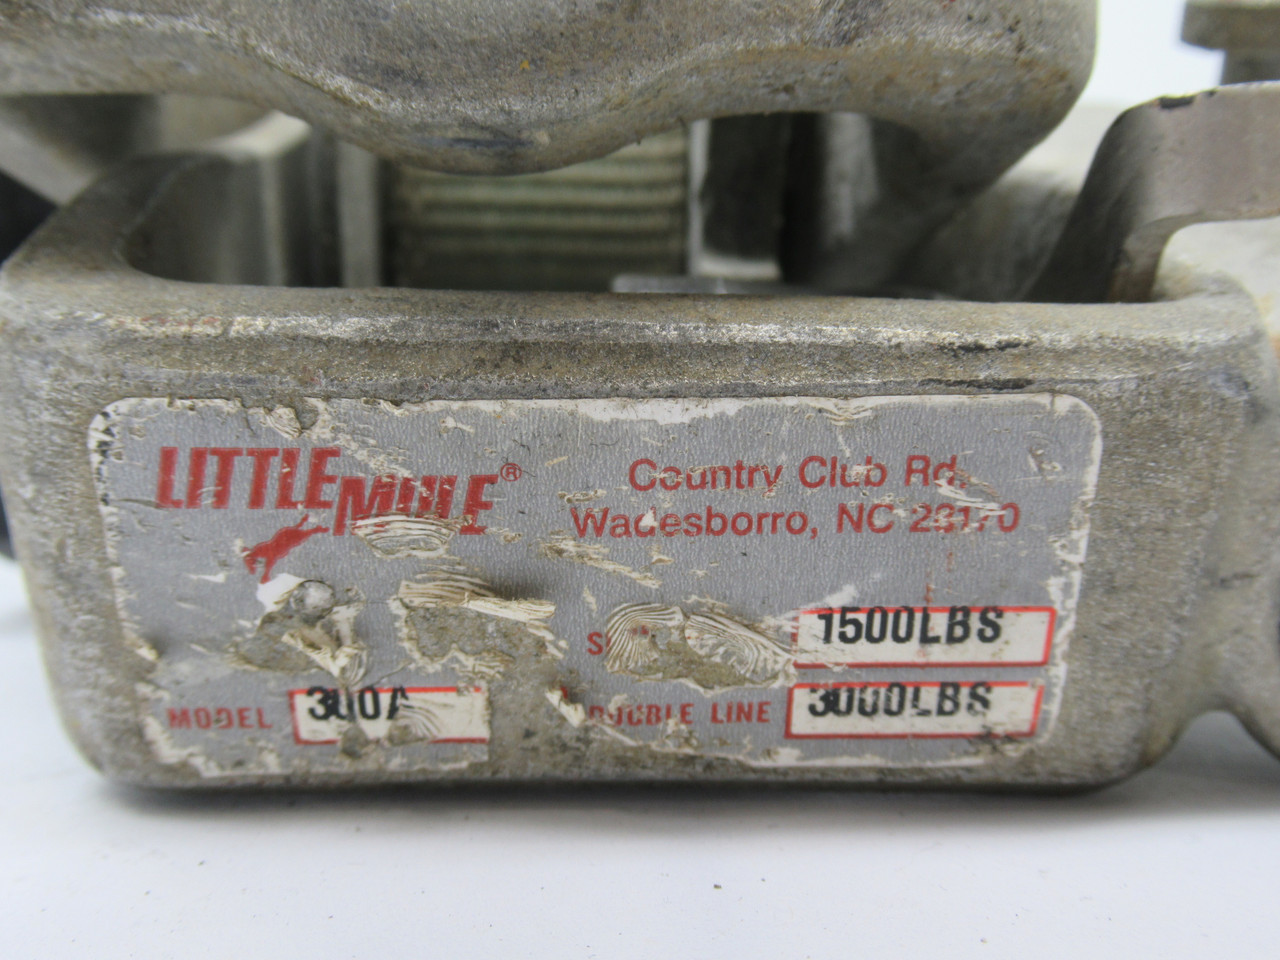 LITTLE MULE®
Country Club Rd.
Wadesborro, NC 28170
1500LBS
MODEL 300A
DOUBLE LINE 3000LBS